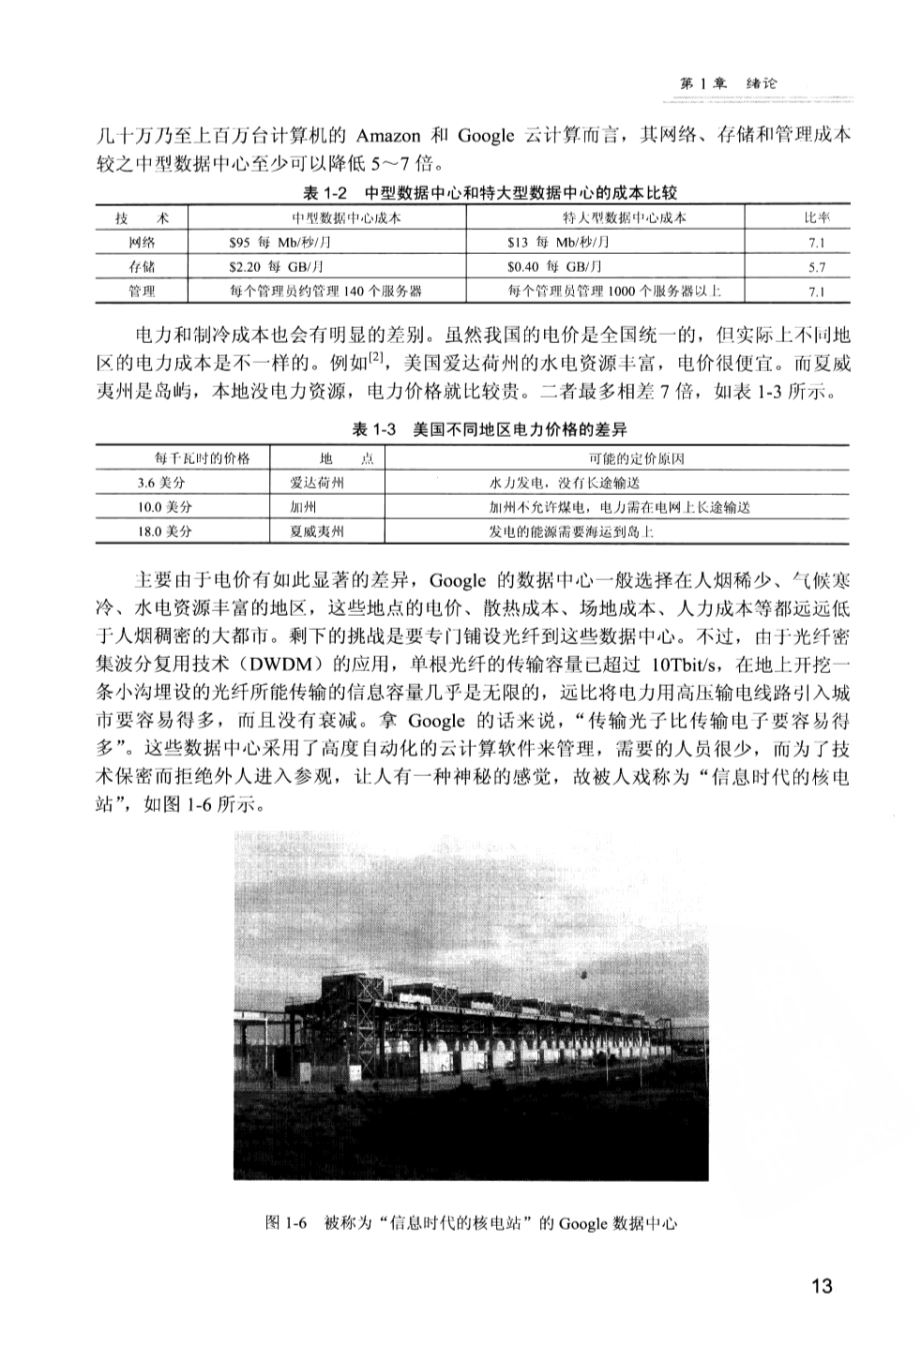 第 1 章 绪论
几十万乃至上百万台计算机的 Amazon 和 Google 云计算而言，其网络、存储和管理成本
较之中型数据中心至少可以降低 5～7 倍。
表 1-2 中型数据中心和特大型数据中心的成本比较
技 术 中型数据中心成本 特大型数据中心成本 比率
网络 $95 每 Mb/秒/月 $13 每 Mb/秒/月 7.1
存储 $2.20 每 GB/月 $0.40 每 GB/月 5.7
管理 每个管理员约管理 140 个服务器 每个管理员管理 1000 个服务器以上 7.1
电力和制冷成本也会有明显的差别。虽然我国的电价是全国统一的，但实际上不同地
区的电力成本是不一样的。例如[2]，美国爱达荷州的水电资源丰富，电价很便宜。而夏威
夷州是岛屿，本地没电力资源，电力价格就比较贵。二者最多相差 7 倍，如表 1-3 所示。
表 1-3 美国不同地区电力价格的差异
每千瓦时的价格 地 点 可能的定价原因
3.6 美分 爱达荷州 水力发电，没有长途输送
10.0 美分 加州 加州不允许煤电，电力需在电网上长途输送
18.0 美分 夏威夷州 发电的能源需要海运到岛上
主要由于电价有如此显著的差异，Google 的数据中心一般选择在人烟稀少、气候寒
冷、水电资源丰富的地区，这些地点的电价、散热成本、场地成本、人力成本等都远远低
于人烟稠密的大都市。剩下的挑战是要专门铺设光纤到这些数据中心。不过，由于光纤密
集波分复用技术（DWDM）的应用，单根光纤的传输容量已超过 10Tbit/s，在地上开挖一
条小沟埋设的光纤所能传输的信息容量几乎是无限的，远比将电力用高压输电线路引入城
市要容易得多，而且没有衰减。拿 Google 的话来说，“传输光子比传输电子要容易得
多”。这些数据中心采用了高度自动化的云计算软件来管理，需要的人员很少，而为了技
术保密而拒绝外人进入参观，让人有一种神秘的感觉，故被人戏称为“信息时代的核电
站”，如图 1-6 所示。
图 1-6 被称为“信息时代的核电站”的 Google 数据中心
13